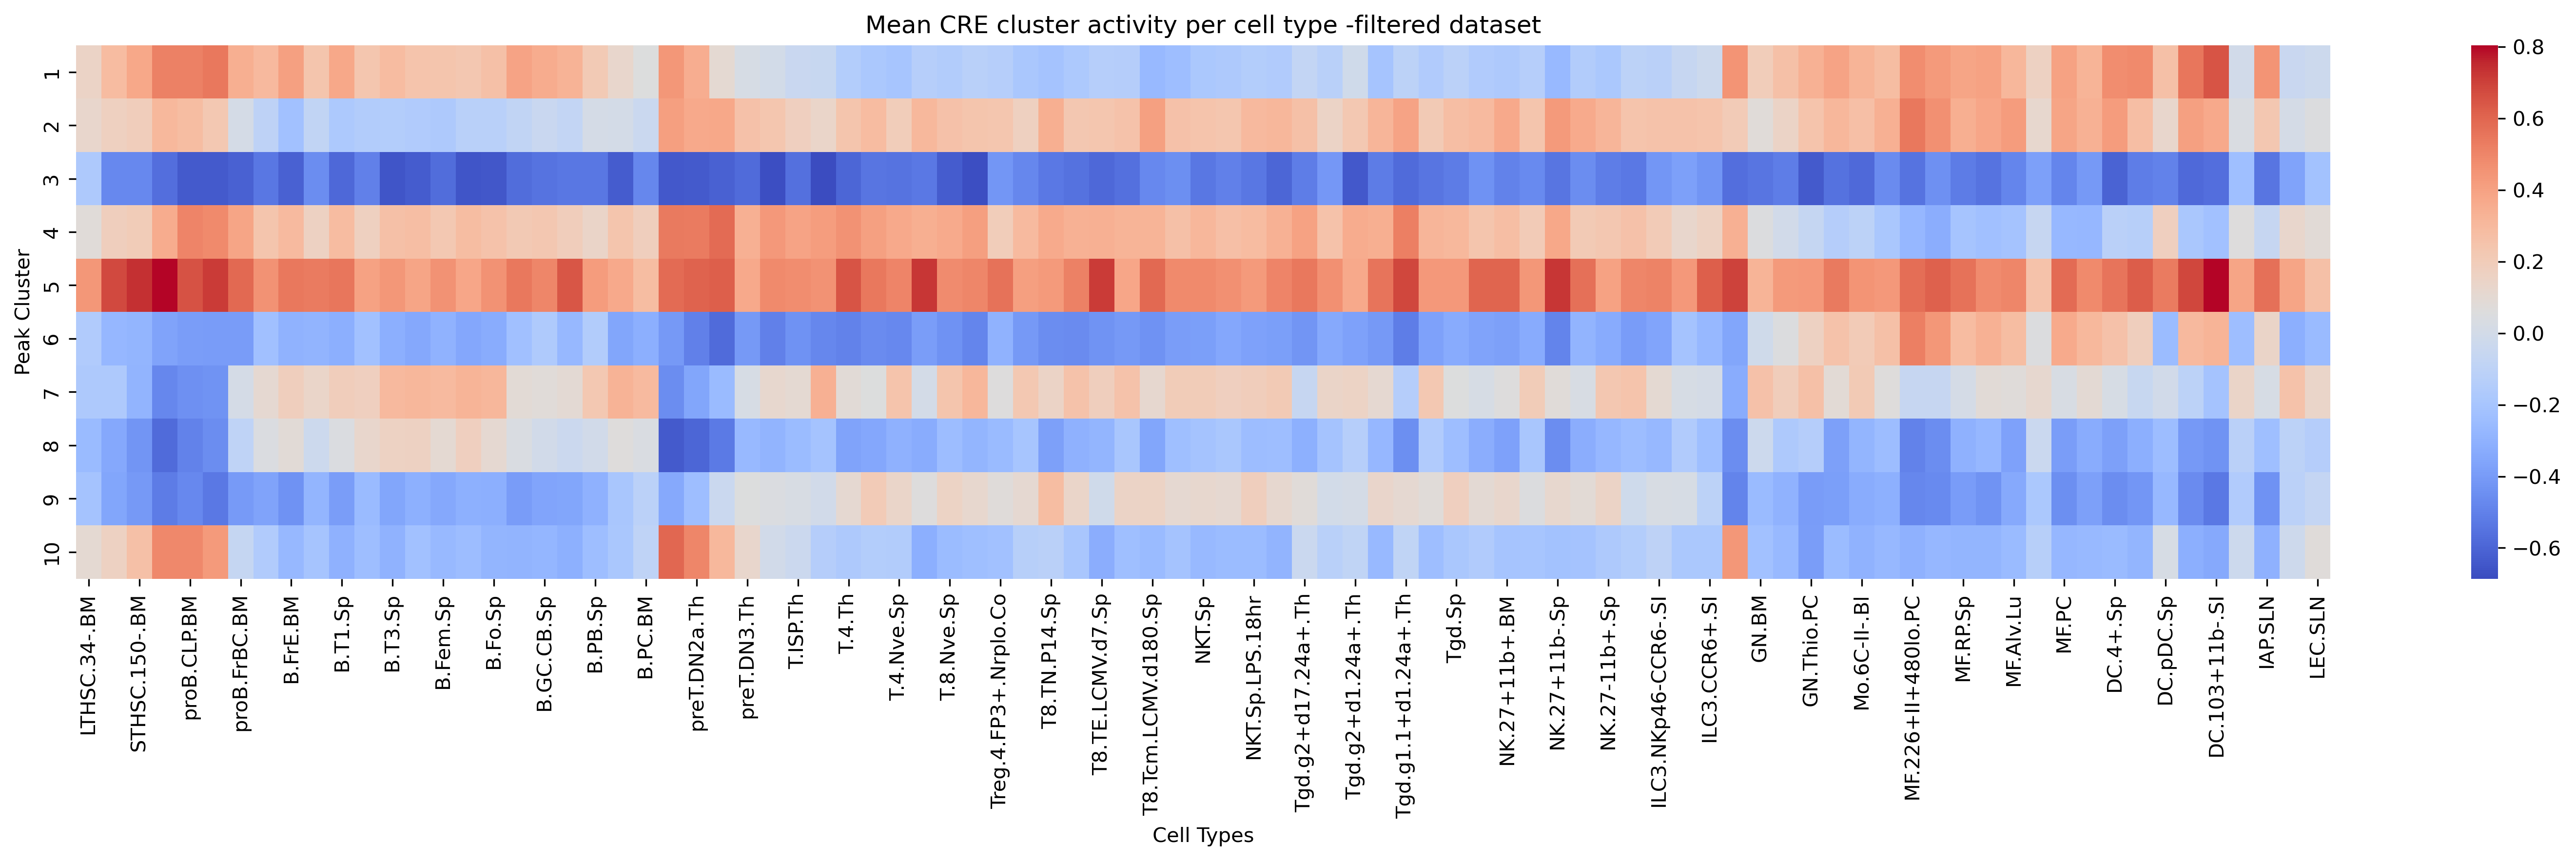 Mean CRE cluster activity per cell type -filtered dataset
Peak Cluster
1
2
3
4
5
6
7
8
9
10
LTHSC.34-.BM
STHSC.150-.BM
proB.CLP.BM
proB.FrBC.BM
B.FrE.BM
B.T1.Sp
B.T3.Sp
B.Fem.Sp
B.Fo.Sp
B.GC.CB.Sp
B.PB.Sp
B.PC.BM
preT.DN2a.Th
preT.DN3.Th
T.ISP.Th
T.4.Th
T.4.Nve.Sp
T.8.Nve.Sp
Treg.4.FP3+.Nrplo.Co
T8.TN.P14.Sp
T8.TE.LCMV.d7.Sp
T8.Tcm.LCMV.d180.Sp
NKT.Sp
NKT.Sp.LPS.18hr
Tgd.g2+d17.24a+.Th
Tgd.g2+d1.24a+.Th
Tgd.g1.1+d1.24a+.Th
Tgd.Sp
NK.27+11b+.BM
NK.27+11b-.Sp
NK.27-11b+.Sp
ILC3.NKp46-CCR6-.SI
ILC3.CCR6+.SI
GN.BM
GN.Thio.PC
Mo.6C-II-.Bl
MF.226+II+480lo.PC
MF.RP.Sp
MF.Alv.Lu
MF.PC
DC.4+.Sp
DC.pDC.Sp
DC.103+11b-.SI
IAP.SLN
LEC.SLN
Cell Types
0.8
0.6
0.4
0.2
0.0
−0.2
−0.4
−0.6